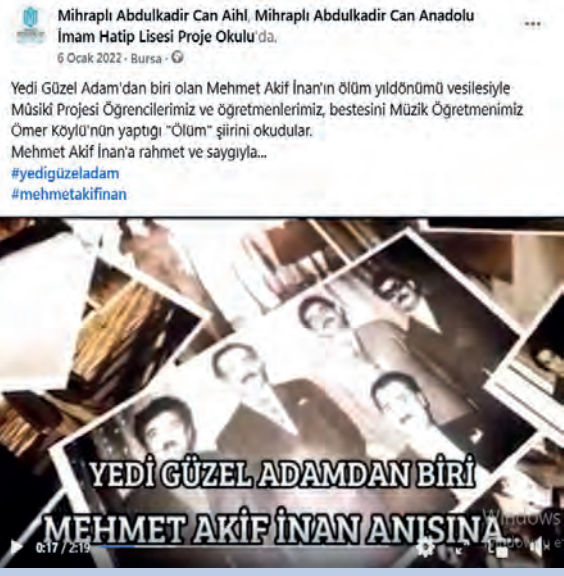 Mihraplı Abdulkadir Can Aihl, Mihraplı Abdulkadir Can Anadolu
İmam Hatip Lisesi Proje Okulu'da.
6 Ocak 2022 · Bursa ·
Yedi Güzel Adam'dan biri olan Mehmet Akif İnan'ın ölüm yıldönümü vesilesiyle
Mûsikî Projesi Öğrencilerimiz ve öğretmenlerimiz, bestesini Müzik Öğretmenimiz
Ömer Köylü'nün yaptığı "Ölüm" şiirini okudular.
Mehmet Akif İnan'a rahmet ve saygıyla...
#yedigüzeladam
#mehmetakifinan
YEDİ GÜZEL ADAMDAN BİRİ
MEHMET AKİF İNAN ANISINA
Windows
0:17 / 2:19